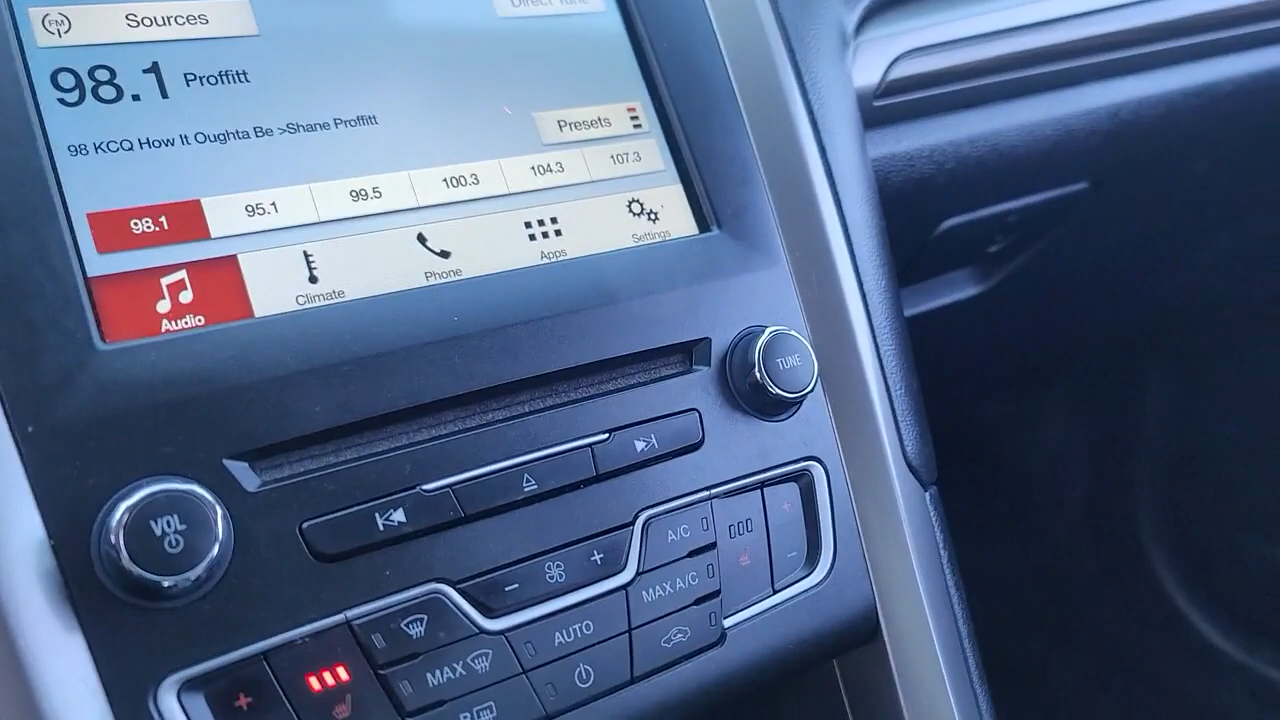 FM
Sources
Direct Tune
98.1 Proffitt
98 KCQ How It Oughta Be >Shane Proffitt
Presets
98.1 95.1 99.5 100.3 104.3 107.3
Audio Climate Phone Apps Settings
TUNE
VOL
A/C
MAX A/C
AUTO
MAX
R